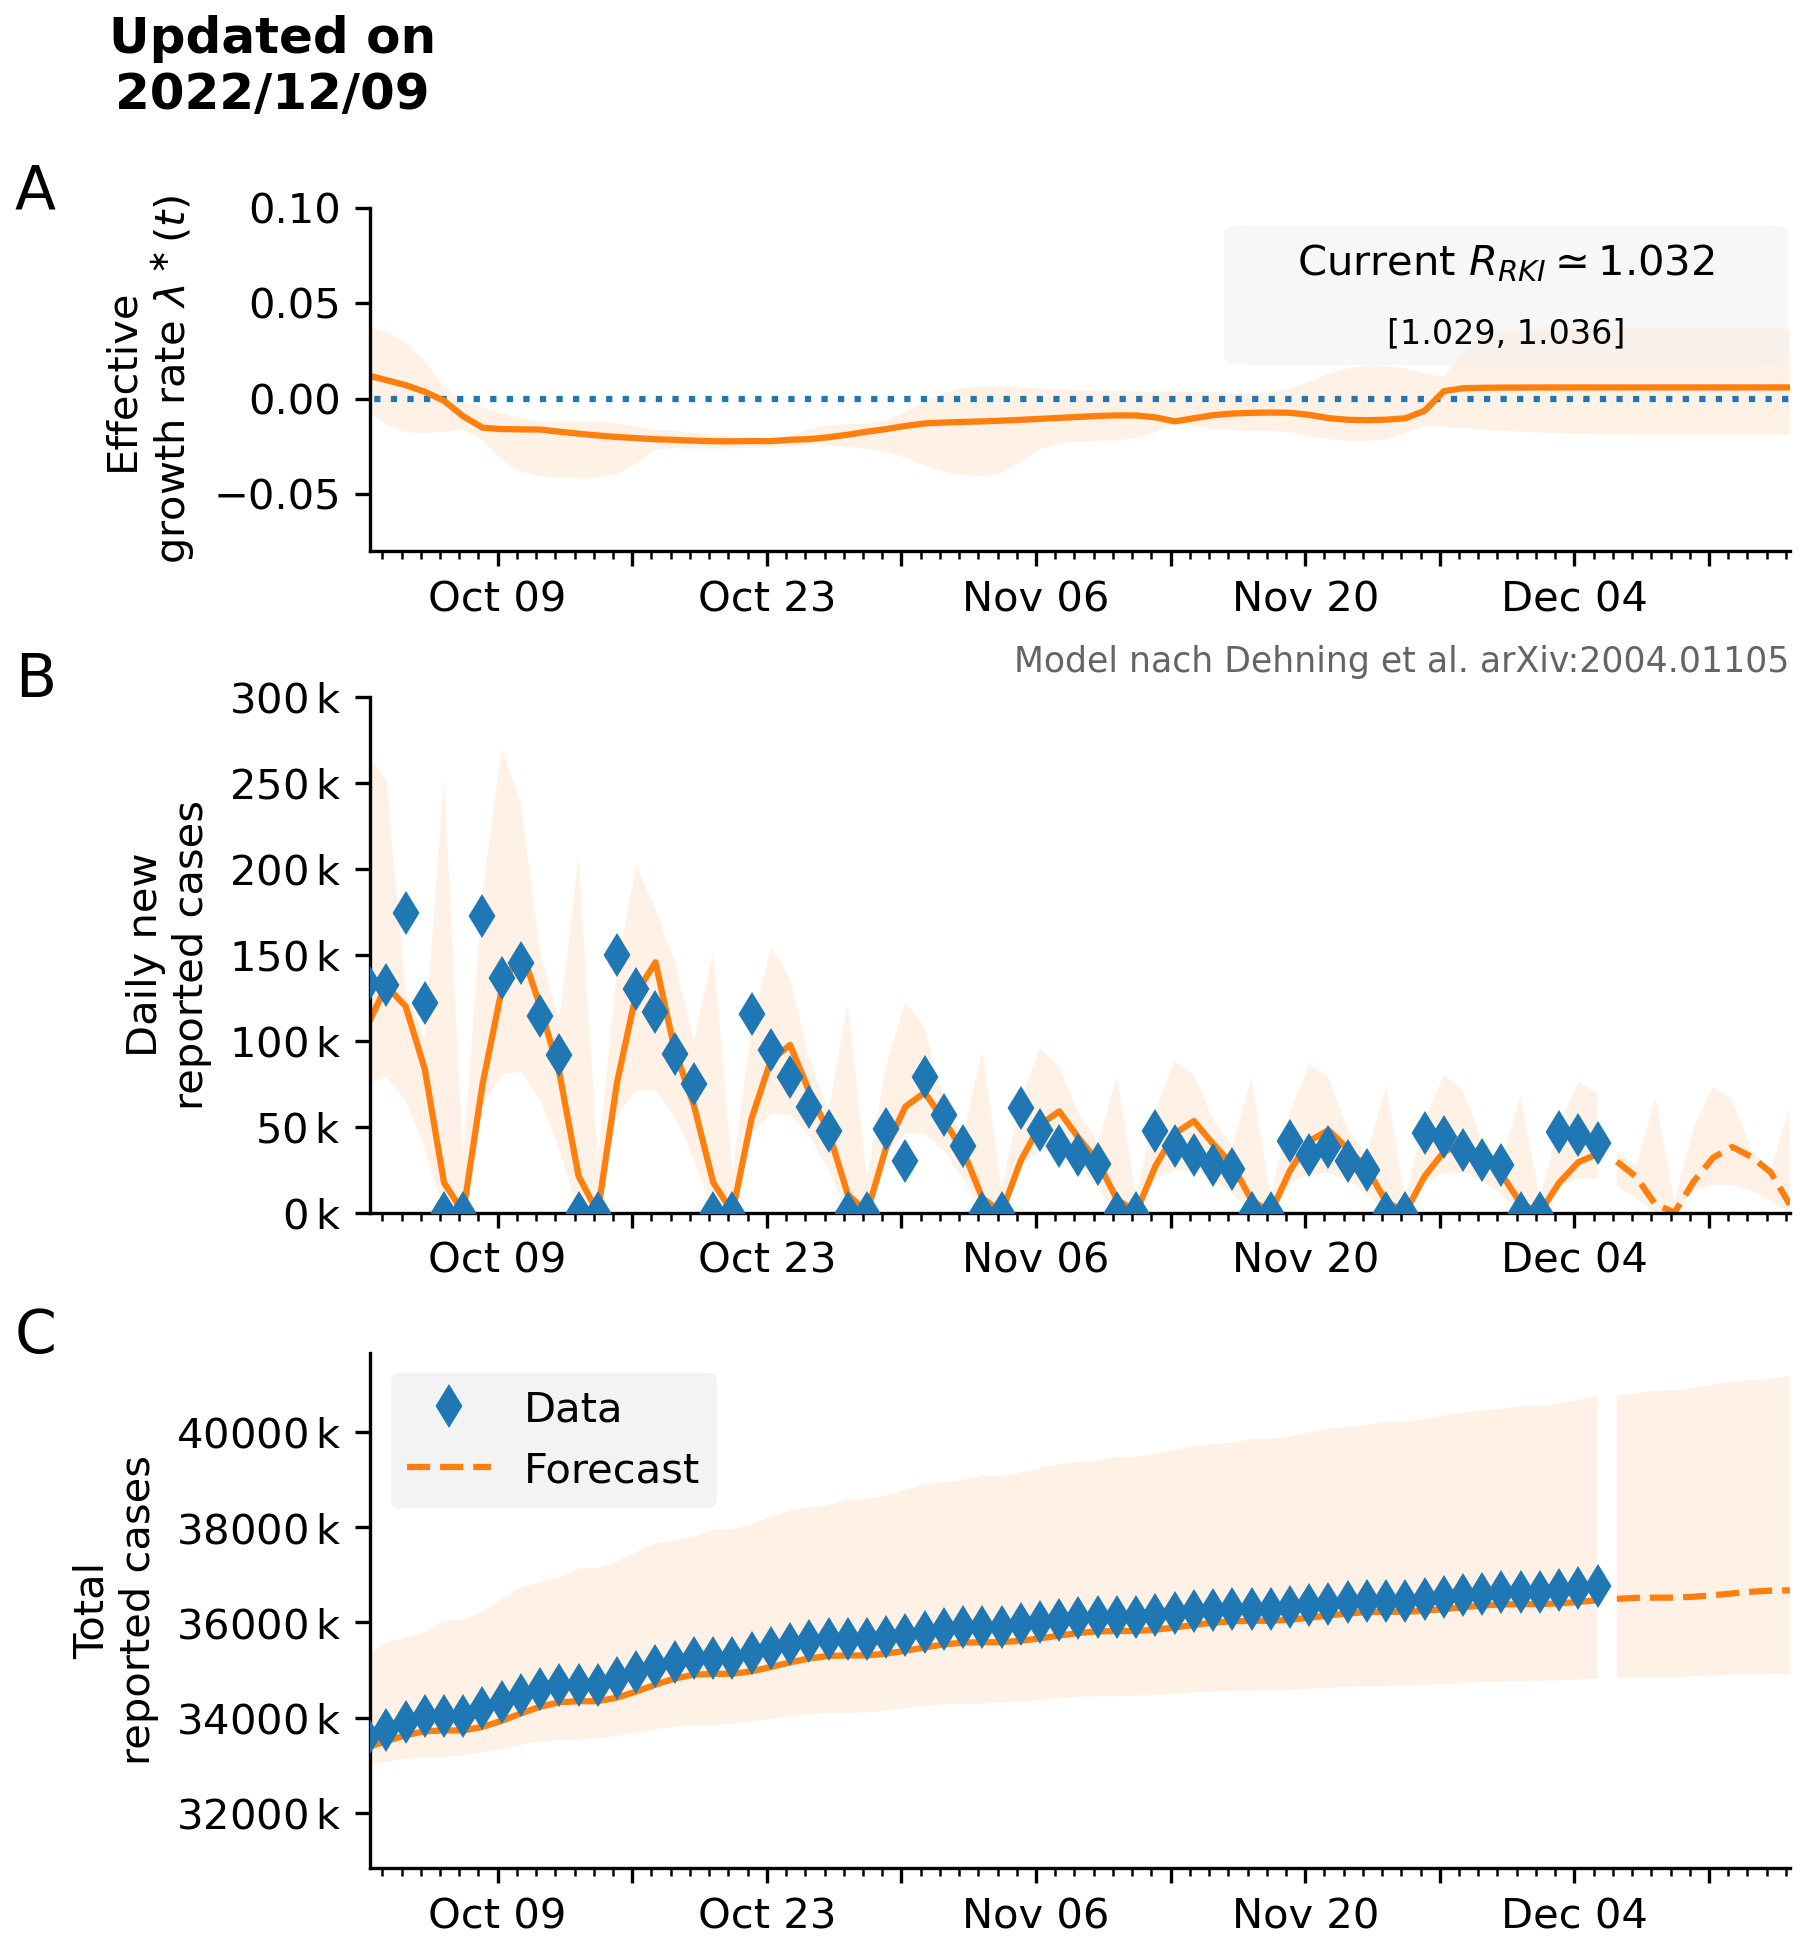 Updated on
2022/12/09
A
Effective
growth rate λ * (t)
0.10
0.05
0.00
−0.05
Current R_RKI ≃ 1.032
[1.029, 1.036]
Oct 09 Oct 23 Nov 06 Nov 20 Dec 04
Model nach Dehning et al. arXiv:2004.01105
B
Daily new
reported cases
300 k
250 k
200 k
150 k
100 k
50 k
0 k
Oct 09 Oct 23 Nov 06 Nov 20 Dec 04
C
Total
reported cases
40000 k
38000 k
36000 k
34000 k
32000 k
Data
Forecast
Oct 09 Oct 23 Nov 06 Nov 20 Dec 04